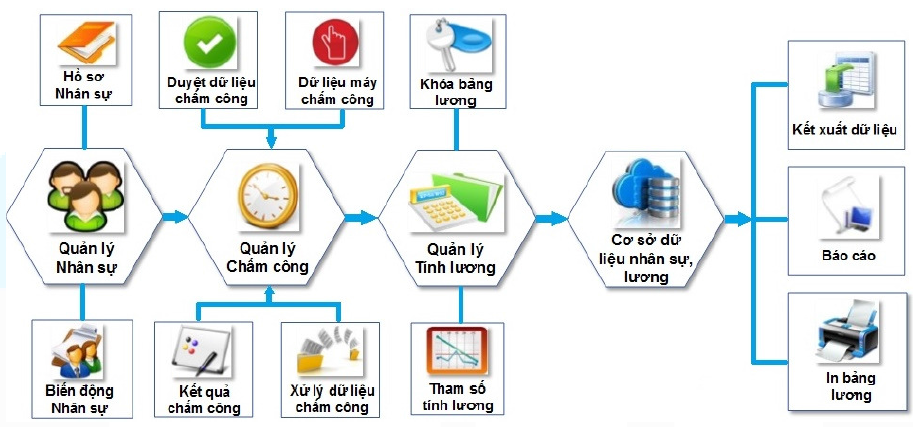 Hồ sơ
Nhân sự
Duyệt dữ liệu
chấm công
Dữ liệu máy
chấm công
Khóa bảng
lương
Kết xuất dữ liệu
Quản lý
Nhân sự
Quản lý
Chấm công
Quản lý
Tính lương
Cơ sở dữ
liệu nhân sự,
lương
Báo cáo
Biến động
Nhân sự
Kết quả
chấm công
Xử lý dữ liệu
chấm công
Tham số
tính lương
In bảng
lương